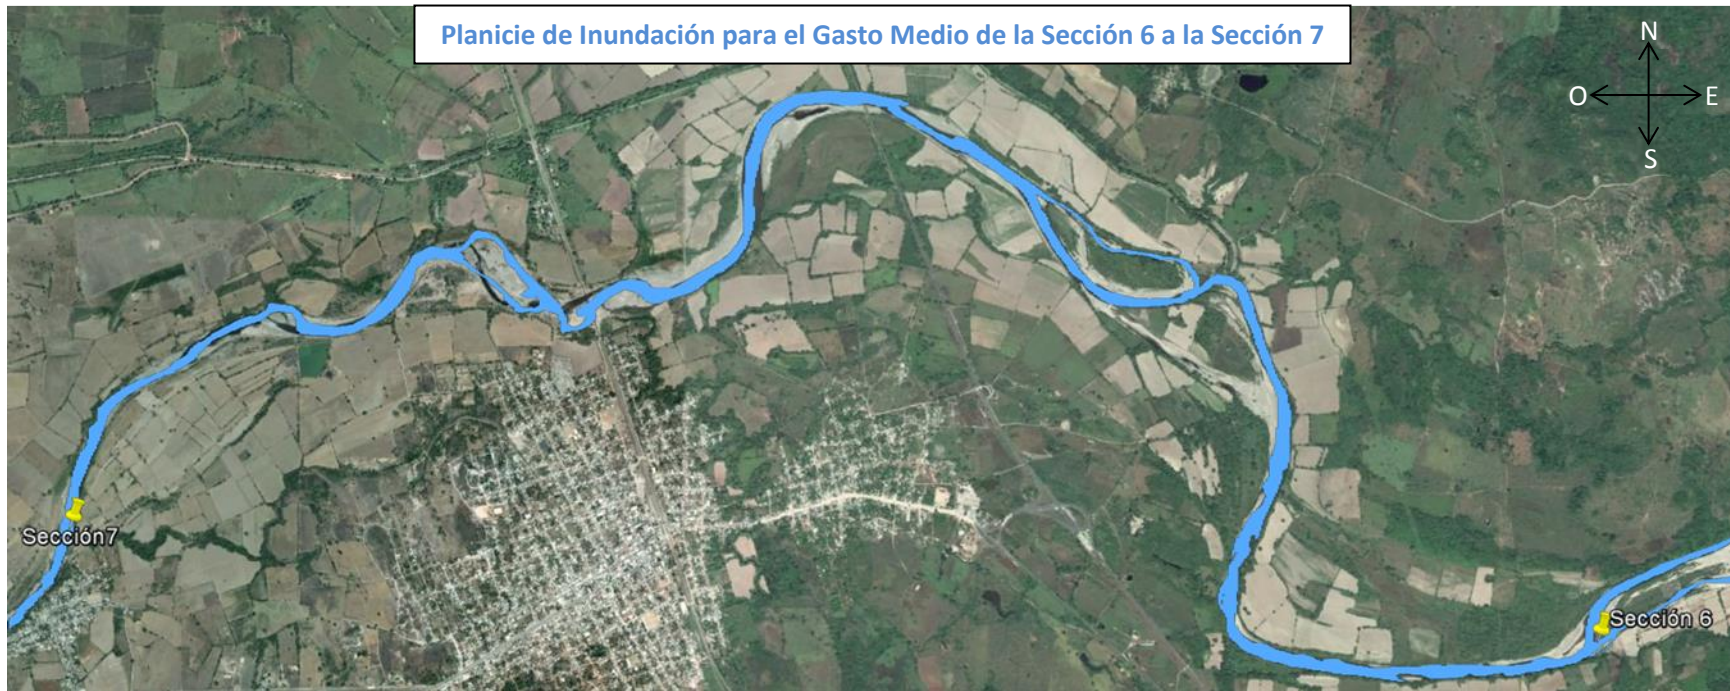 Planicie de Inundación para el Gasto Medio de la Sección 6 a la Sección 7
N
O E
S
Sección7
Sección 6